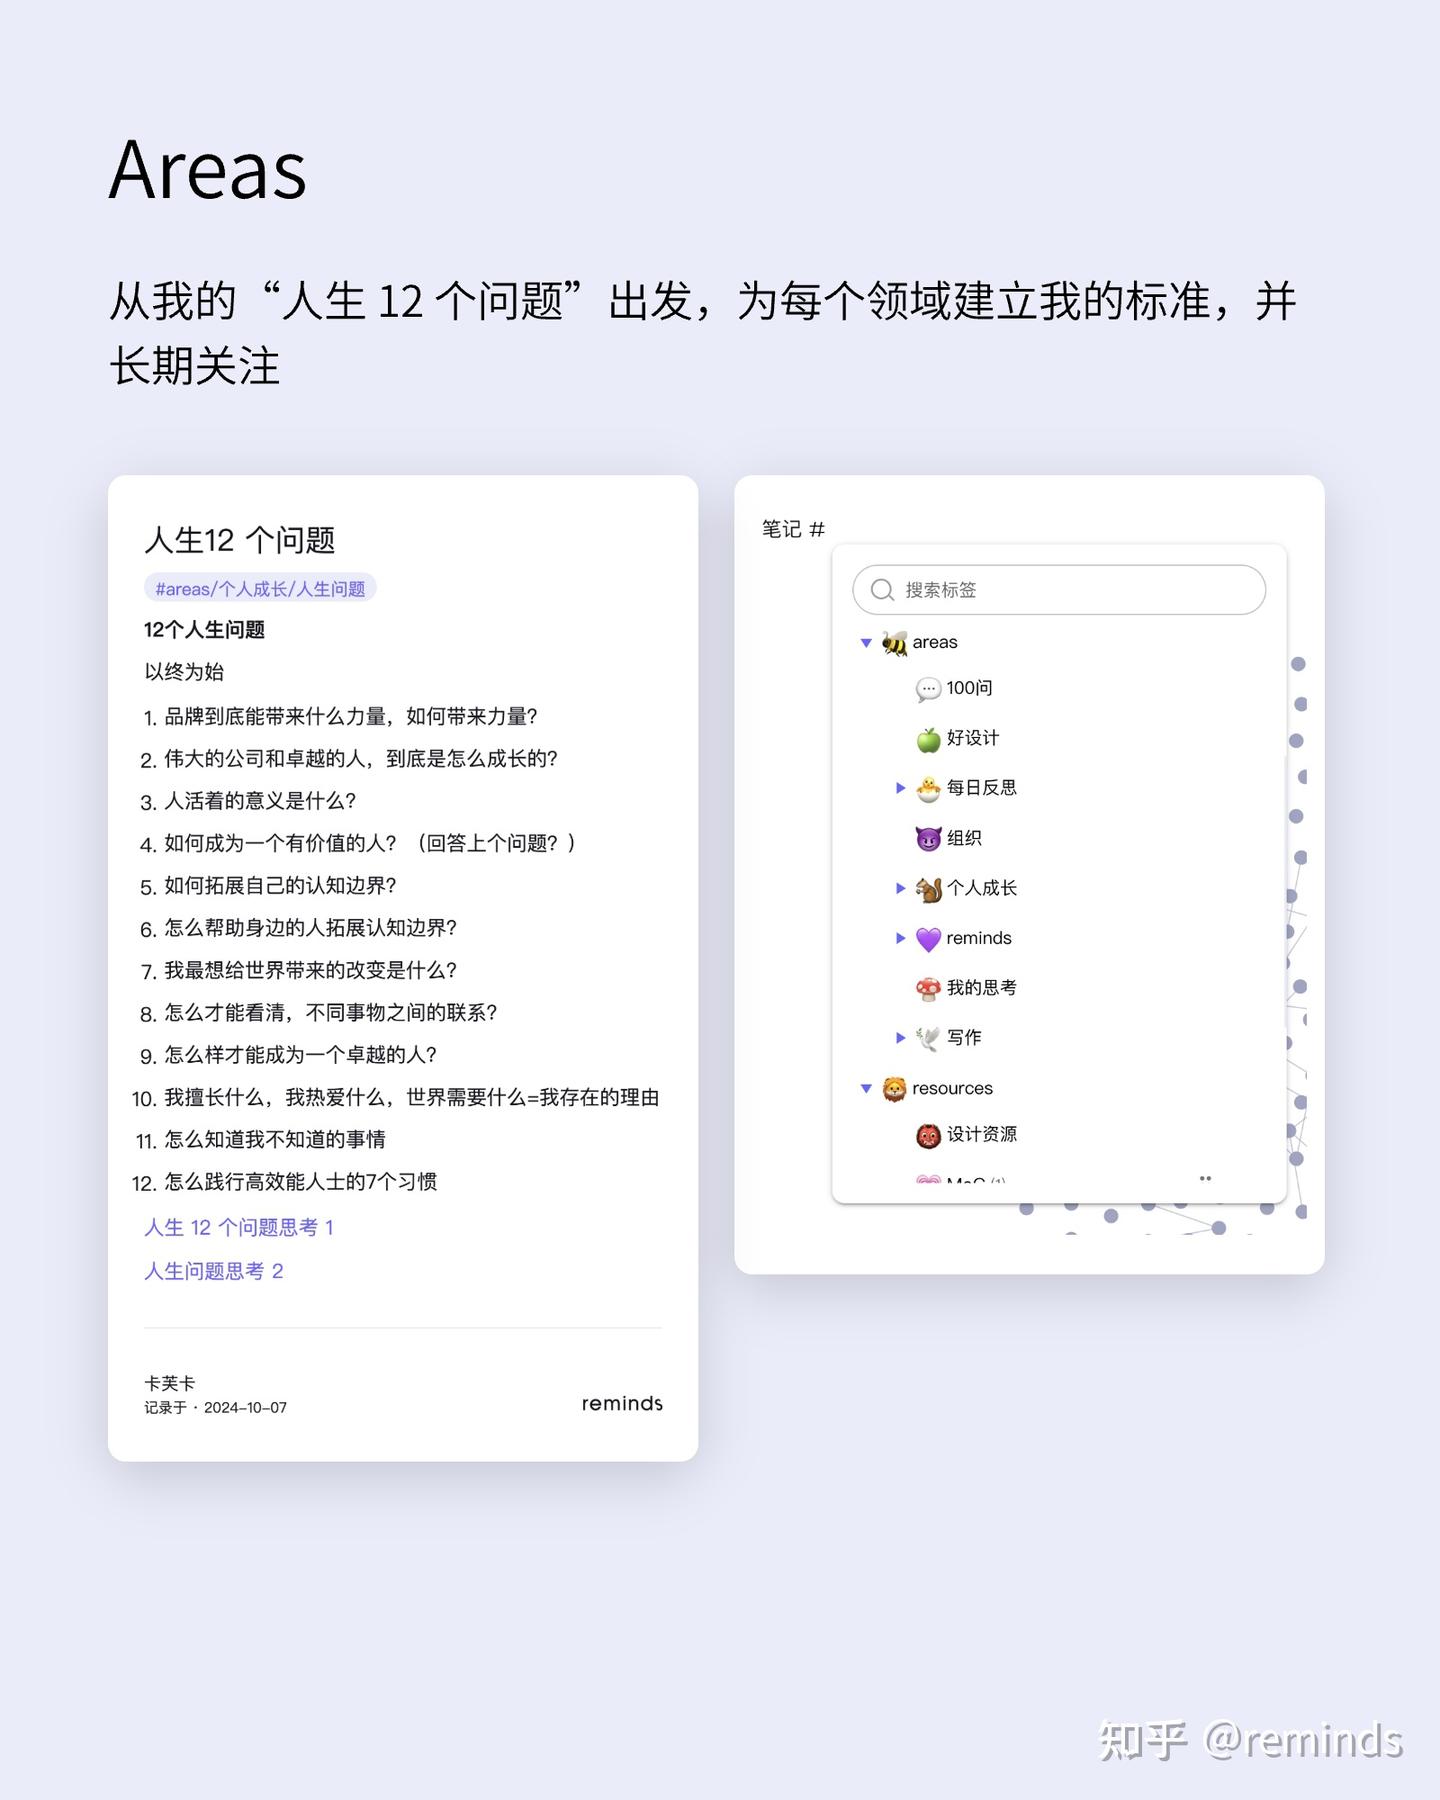 Areas
从我的“人生 12 个问题”出发，为每个领域建立我的标准，并
长期关注
人生12 个问题
#areas/个人成长/人生问题
12个人生问题
以终为始
1. 品牌到底能带来什么力量，如何带来力量？
2. 伟大的公司和卓越的人，到底是怎么成长的？
3. 人活着的意义是什么？
4. 如何成为一个有价值的人？（回答上个问题？）
5. 如何拓展自己的认知边界？
6. 怎么帮助身边的人拓展认知边界？
7. 我最想给世界带来的改变是什么？
8. 怎么才能看清，不同事物之间的联系？
9. 怎么样才能成为一个卓越的人？
10. 我擅长什么，我热爱什么，世界需要什么=我存在的理由
11. 怎么知道我不知道的事情
12. 怎么践行高效能人士的7个习惯
人生 12 个问题思考 1
人生问题思考 2
卡芙卡
记录于 · 2024-10-07
reminds
笔记 #
搜索标签
areas
100问
好设计
每日反思
组织
个人成长
reminds
我的思考
写作
resources
设计资源
知乎 @reminds